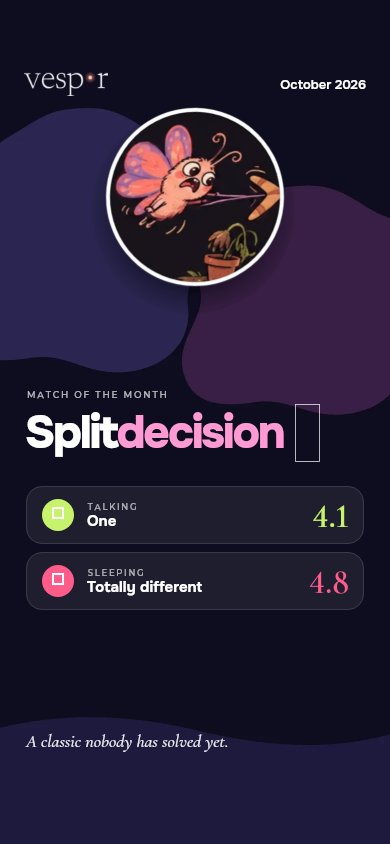 vesper
October 2026
MATCH OF THE MONTH
Splitdecision
TALKING
One
4.1
SLEEPING
Totally different
4.8
A classic nobody has solved yet.